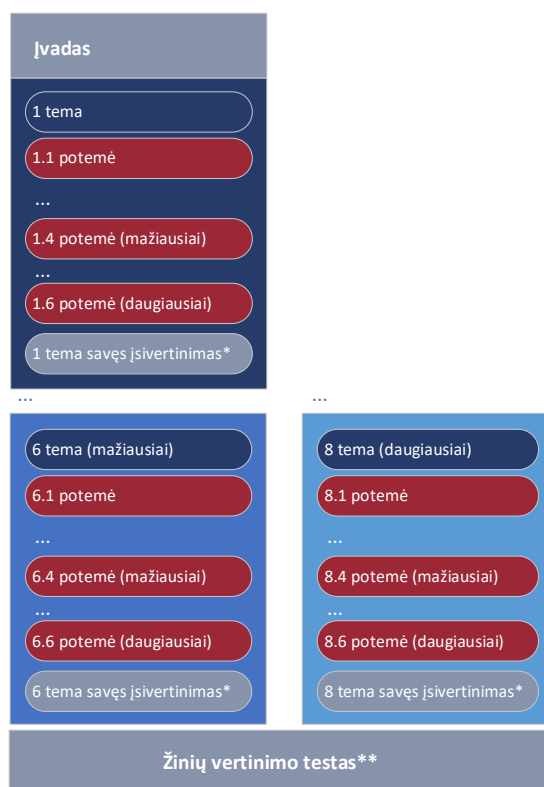 Įvadas
1 tema
1.1 potemė
...
1.4 potemė (mažiausiai)
...
1.6 potemė (daugiausiai)
1 tema savęs įsivertinimas*
...
6 tema (mažiausiai)
6.1 potemė
...
6.4 potemė (mažiausiai)
...
6.6 potemė (daugiausiai)
6 tema savęs įsivertinimas*
...
8 tema (daugiausiai)
8.1 potemė
...
8.4 potemė (mažiausiai)
...
8.6 potemė (daugiausiai)
8 tema savęs įsivertinimas*
Žinių vertinimo testas**